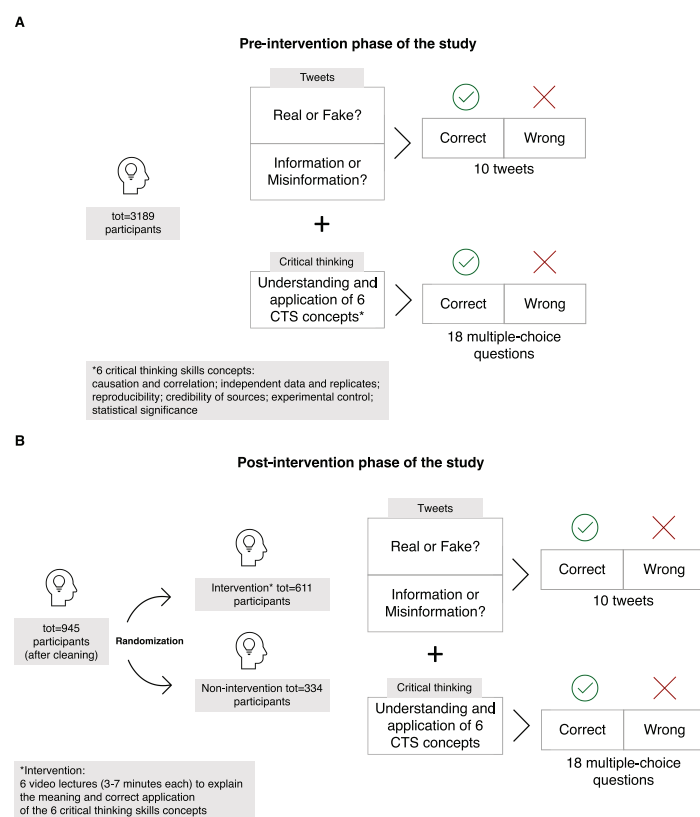 A
Pre-intervention phase of the study
Tweets
Real or Fake?
Information or
Misinformation?
Correct
Wrong
10 tweets
tot=3189
participants
+
Critical thinking
Understanding and
application of 6
CTS concepts*
Correct
Wrong
18 multiple-choice
questions
*6 critical thinking skills concepts:
causation and correlation; independent data and replicates;
reproducibility; credibility of sources; experimental control;
statistical significance
B
Post-intervention phase of the study
tot=945
participants
(after cleaning)
Randomization
Intervention* tot=611
participants
Non-intervention tot=334
participants
Tweets
Real or Fake?
Information or
Misinformation?
Correct
Wrong
10 tweets
+
Critical thinking
Understanding and
application of 6
CTS concepts
Correct
Wrong
18 multiple-choice
questions
*Intervention:
6 video lectures (3-7 minutes each) to explain
the meaning and correct application
of the 6 critical thinking skills concepts